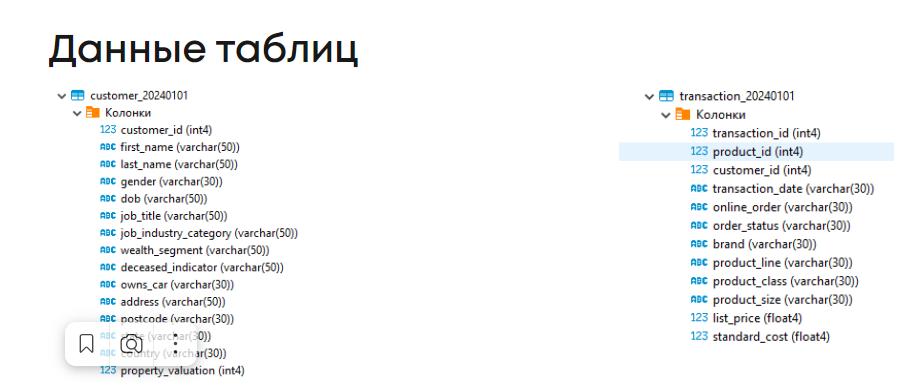 Данные таблиц
customer_20240101
Колонки
123 customer_id (int4)
ABC first_name (varchar(50))
ABC last_name (varchar(50))
ABC gender (varchar(30))
ABC dob (varchar(50))
ABC job_title (varchar(50))
ABC job_industry_category (varchar(50))
ABC wealth_segment (varchar(50))
ABC deceased_indicator (varchar(50))
ABC owns_car (varchar(30))
ABC address (varchar(50))
ABC postcode (varchar(30))
state (varchar(30))
country (varchar(30))
123 property_valuation (int4)
transaction_20240101
Колонки
123 transaction_id (int4)
123 product_id (int4)
123 customer_id (int4)
ABC transaction_date (varchar(30))
ABC online_order (varchar(30))
ABC order_status (varchar(30))
ABC brand (varchar(30))
ABC product_line (varchar(30))
ABC product_class (varchar(30))
ABC product_size (varchar(30))
123 list_price (float4)
123 standard_cost (float4)